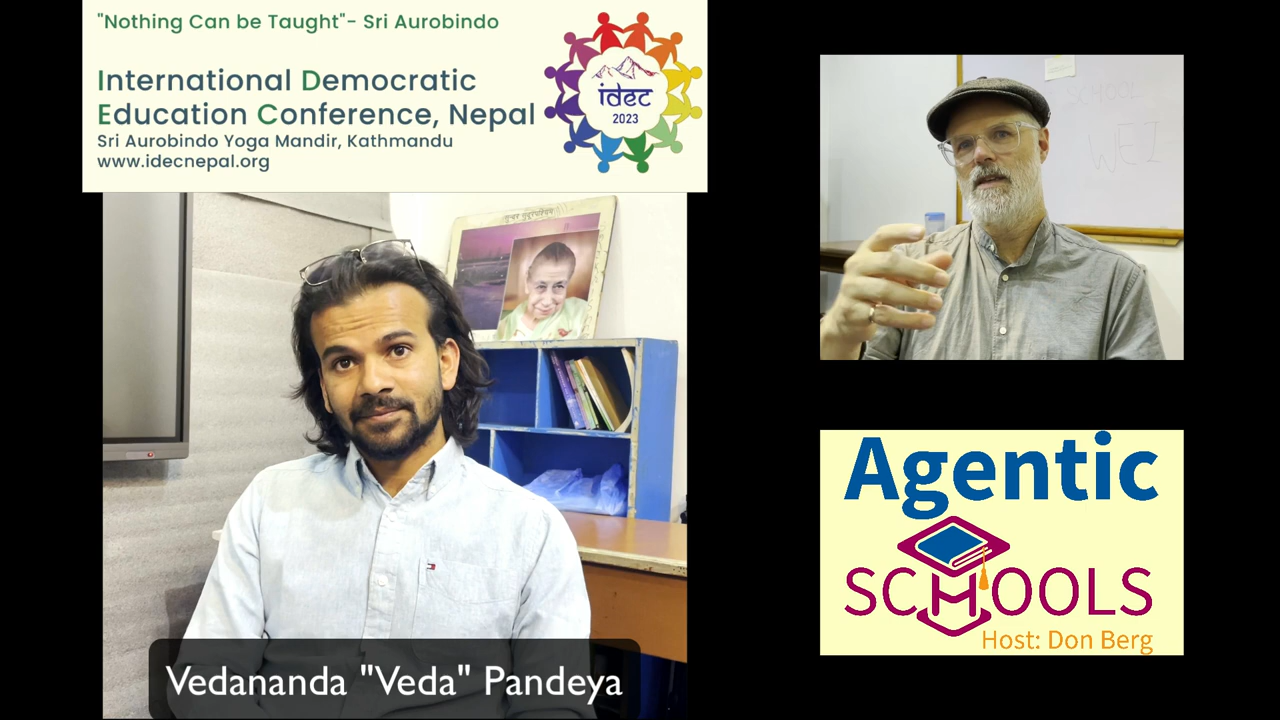 "Nothing Can be Taught"- Sri Aurobindo
International Democratic
Education Conference, Nepal
Sri Aurobindo Yoga Mandir, Kathmandu
www.idecnepal.org
idec
2023
Vedananda "Veda" Pandeya
Agentic
SCHOOLS
Host: Don Berg